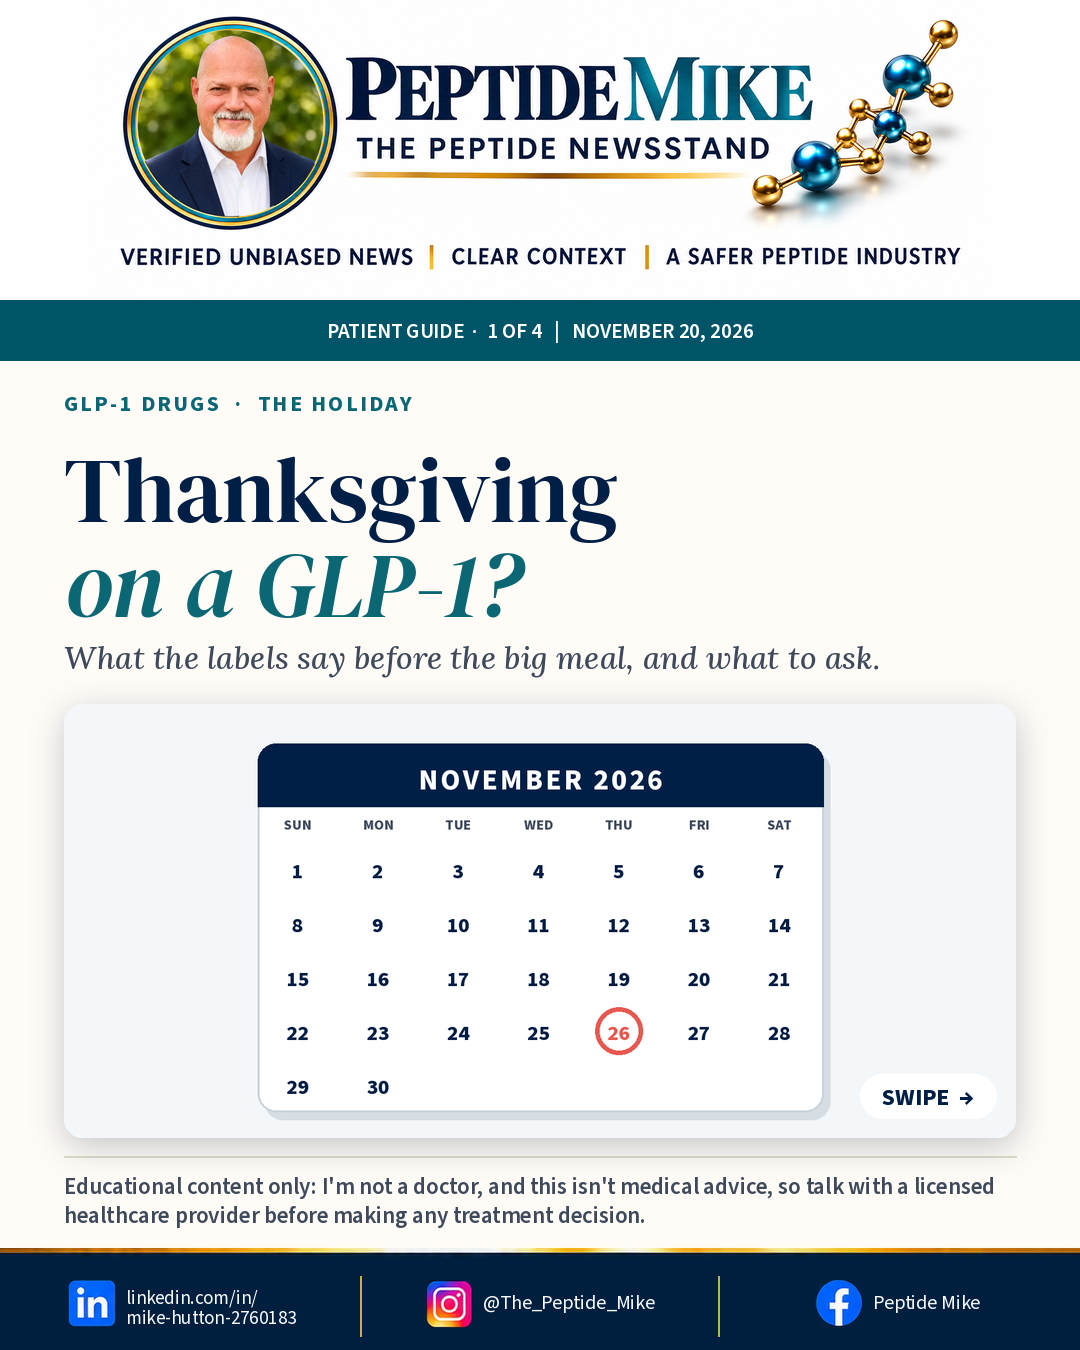 PEPTIDEMIKE
THE PEPTIDE NEWSSTAND
VERIFIED UNBIASED NEWS | CLEAR CONTEXT | A SAFER PEPTIDE INDUSTRY
PATIENT GUIDE · 1 OF 4 | NOVEMBER 20, 2026
GLP-1 DRUGS · THE HOLIDAY
Thanksgiving
on a GLP-1?
What the labels say before the big meal, and what to ask.
NOVEMBER 2026
SUN MON TUE WED THU FRI SAT
1 2 3 4 5 6 7
8 9 10 11 12 13 14
15 16 17 18 19 20 21
22 23 24 25 26 27 28
29 30
SWIPE →
Educational content only: I'm not a doctor, and this isn't medical advice, so talk with a licensed
healthcare provider before making any treatment decision.
linkedin.com/in/
mike-hutton-2760183
@The_Peptide_Mike
Peptide Mike